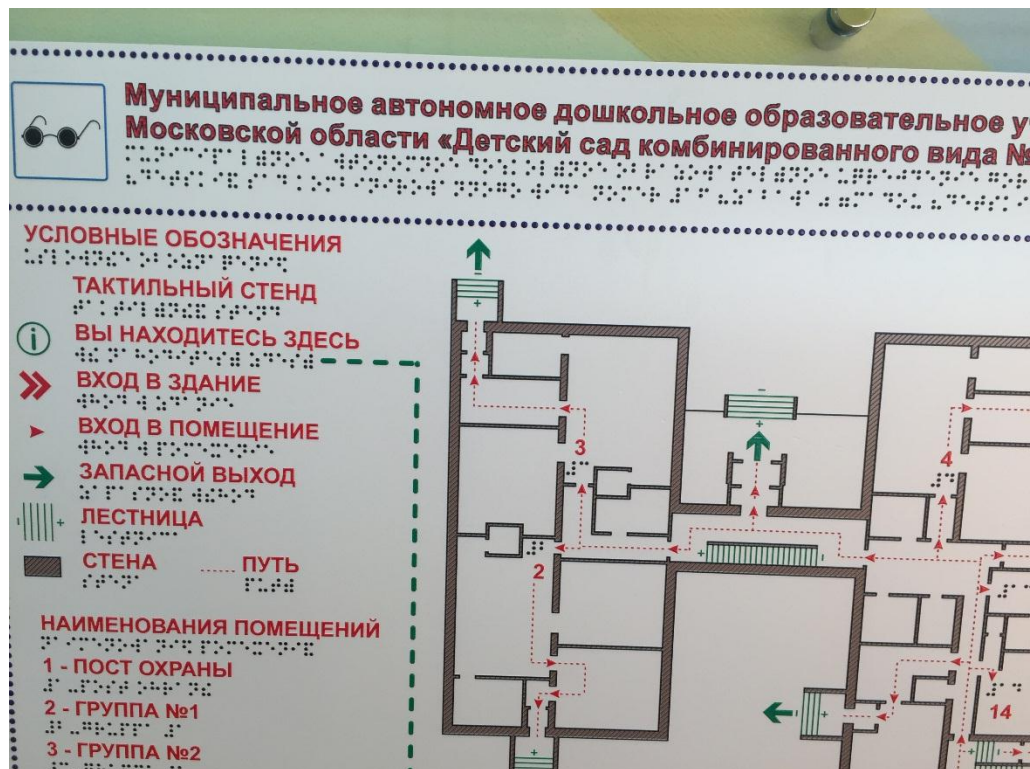 Муниципальное автономное дошкольное образовательное
Московской области «Детский сад комбинированного вида №
УСЛОВНЫЕ ОБОЗНАЧЕНИЯ
ТАКТИЛЬНЫЙ СТЕНД
ВЫ НАХОДИТЕСЬ ЗДЕСЬ
ВХОД В ЗДАНИЕ
ВХОД В ПОМЕЩЕНИЕ
ЗАПАСНОЙ ВЫХОД
ЛЕСТНИЦА
СТЕНА ПУТЬ
НАИМЕНОВАНИЯ ПОМЕЩЕНИЙ
1 - ПОСТ ОХРАНЫ
2 - ГРУППА №1
3 - ГРУППА №2
3
4
2
14